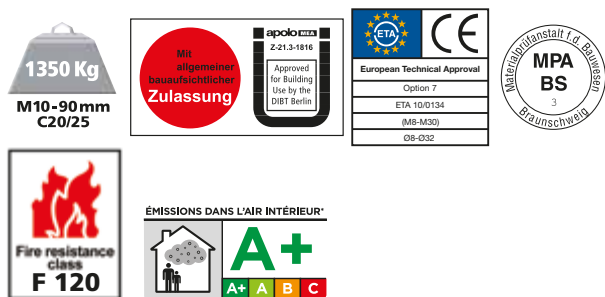 1350 Kg
M10-90mm
C20/25
Mit
allgemeiner
bauaufsichtlicher
Zulassung
apolo MEA
Z-21.3-1816
Approved
for Building
Use by the
DIBT Berlin
ETA
CE
European Technical Approval
Option 7
ETA 10/0134
(M8-M30)
Ø8-Ø32
Materialprüfanstalt f.d. Bauwesen
MPA
BS
3
Braunschweig
Fire resistance
class
F 120
ÉMISSIONS DANS L'AIR INTÉRIEUR*
A+
A+ A B C